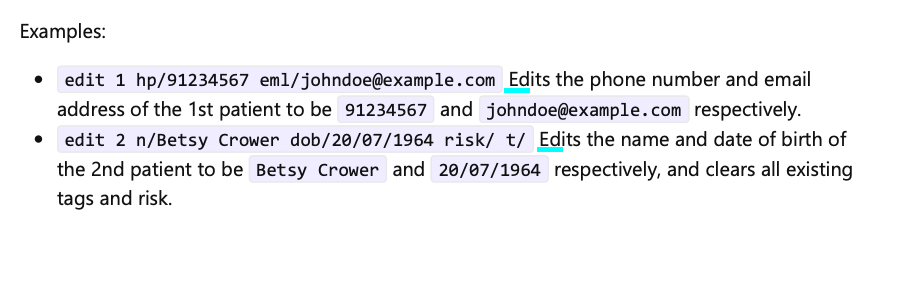 Examples:
• edit 1 hp/91234567 eml/johndoe@example.com Edits the phone number and email
address of the 1st patient to be 91234567 and johndoe@example.com respectively.
• edit 2 n/Betsy Crower dob/20/07/1964 risk/ t/ Edits the name and date of birth of
the 2nd patient to be Betsy Crower and 20/07/1964 respectively, and clears all existing
tags and risk.